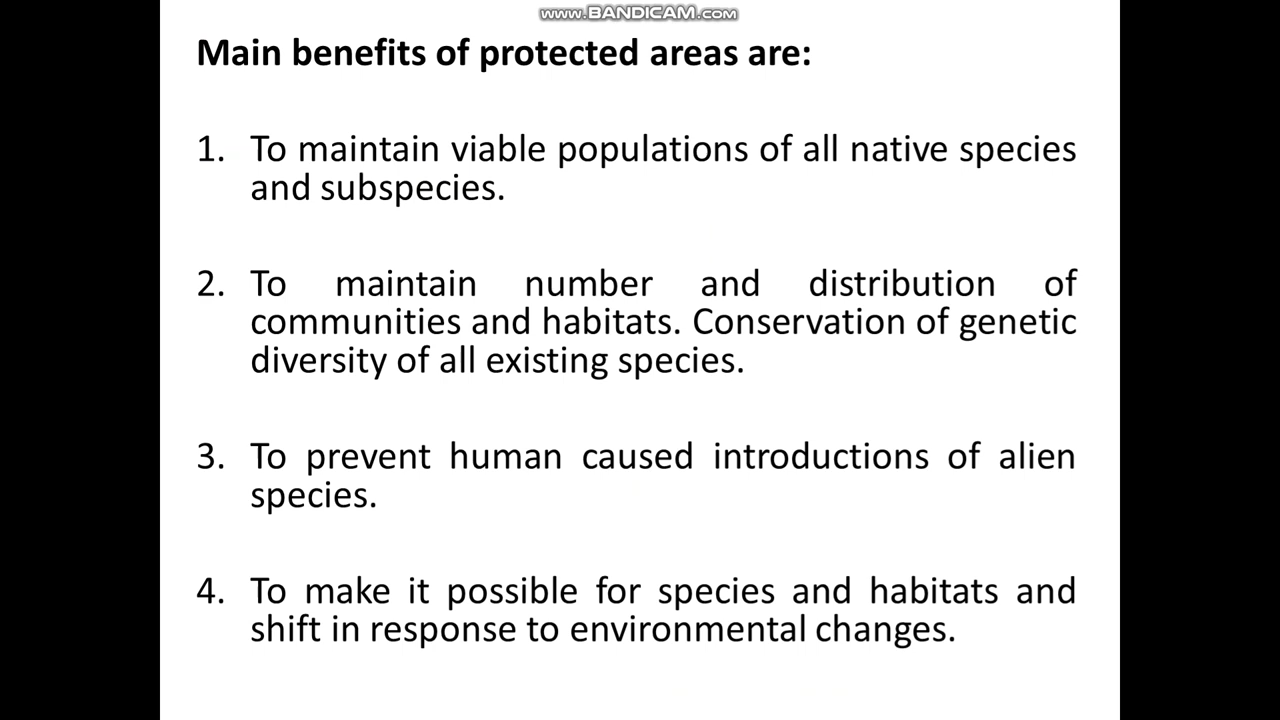 www.BANDICAM.com
Main benefits of protected areas are:
1. To maintain viable populations of all native species
and subspecies.
2. To maintain number and distribution of
communities and habitats. Conservation of genetic
diversity of all existing species.
3. To prevent human caused introductions of alien
species.
4. To make it possible for species and habitats and
shift in response to environmental changes.